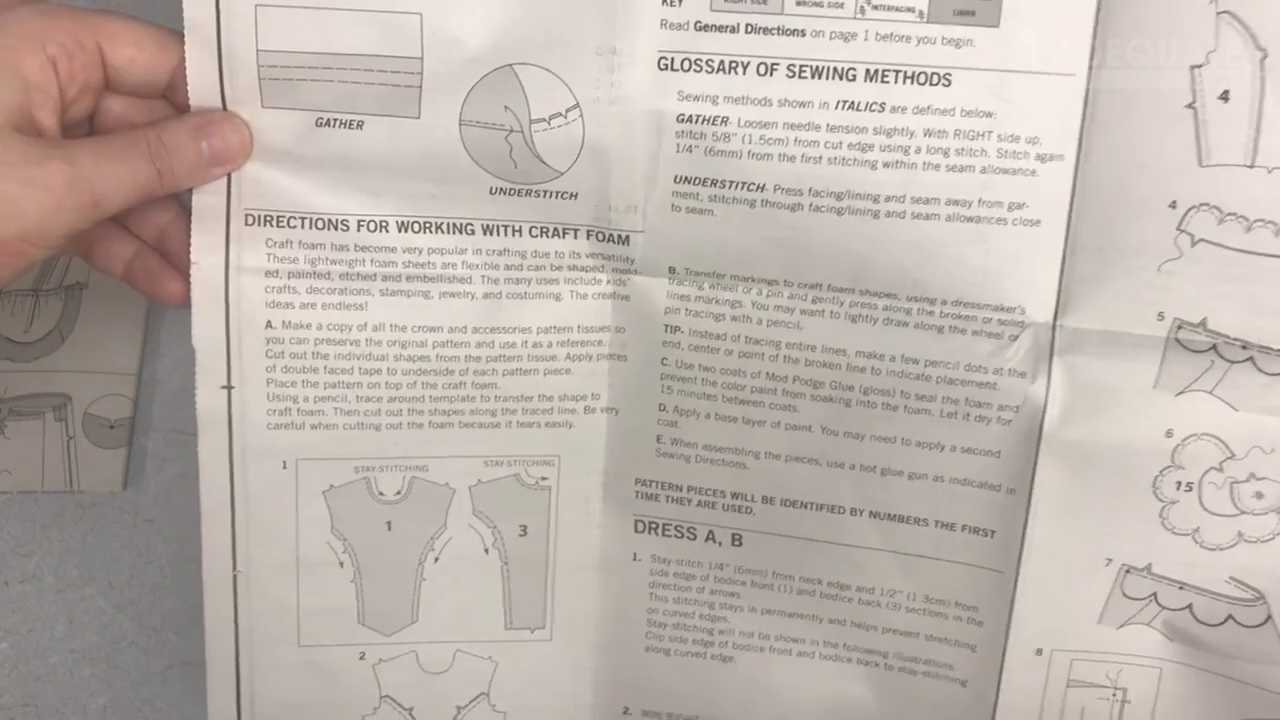 KEY
RIGHT SIDE
WRONG SIDE
INTERFACING
LINING
Read General Directions on page 1 before you begin.
GATHER
UNDERSTITCH
GLOSSARY OF SEWING METHODS
Sewing methods shown in ITALICS are defined below:
GATHER- Loosen needle tension slightly. With RIGHT side up,
stitch 5/8" (1.5cm) from cut edge using a long stitch. Stitch again
1/4" (6mm) from the first stitching within the seam allowance.
UNDERSTITCH- Press facing/lining and seam away from gar-
ment, stitching through facing/lining and seam allowances close
to seam.
DIRECTIONS FOR WORKING WITH CRAFT FOAM
Craft foam has become very popular in crafting due to its versatility.
These lightweight foam sheets are flexible and can be shaped, mold-
ed, painted, etched and embellished. The many uses include kids'
crafts, decorations, stamping, jewelry, and costuming. The creative
ideas are endless!
A. Make a copy of all the crown and accessories pattern tissues so
you can preserve the original pattern and use it as a reference.
Cut out the individual shapes from the pattern tissue. Apply pieces
of double faced tape to underside of each pattern piece.
Place the pattern on top of the craft foam.
Using a pencil, trace around template to transfer the shape to
craft foam. Then cut out the shapes along the traced line. Be very
careful when cutting out the foam because it tears easily.
B. Transfer markings to craft foam shapes, using a dressmaker's
tracing wheel or a pin and gently press along the broken or solid
lines markings. You may want to lightly draw along the wheel or
pin tracings with a pencil.
TIP- Instead of tracing entire lines, make a few pencil dots at the
end, center or point of the broken line to indicate placement.
C. Use two coats of Mod Podge Glue (gloss) to seal the foam and
prevent the color paint from soaking into the foam. Let it dry for
15 minutes between coats.
D. Apply a base layer of paint. You may need to apply a second
coat.
E. When assembling the pieces, use a hot glue gun as indicated in
Sewing Directions.
PATTERN PIECES WILL BE IDENTIFIED BY NUMBERS THE FIRST
TIME THEY ARE USED.
DRESS A, B
1. Stay-stitch 1/4" (6mm) from neck edge and 1/2" (1.3cm) from
side edge of bodice front (1) and bodice back (3) sections in the
direction of arrows.
This stitching stays in permanently and helps prevent stretching
on curved edges.
Stay-stitching will not be shown in the following illustrations.
Clip side edge of bodice front and bodice back to stay-stitching
along curved edge.
2.
1
STAY-STITCHING
STAY-STITCHING
1
3
2
4
4
5
6
15
7
8